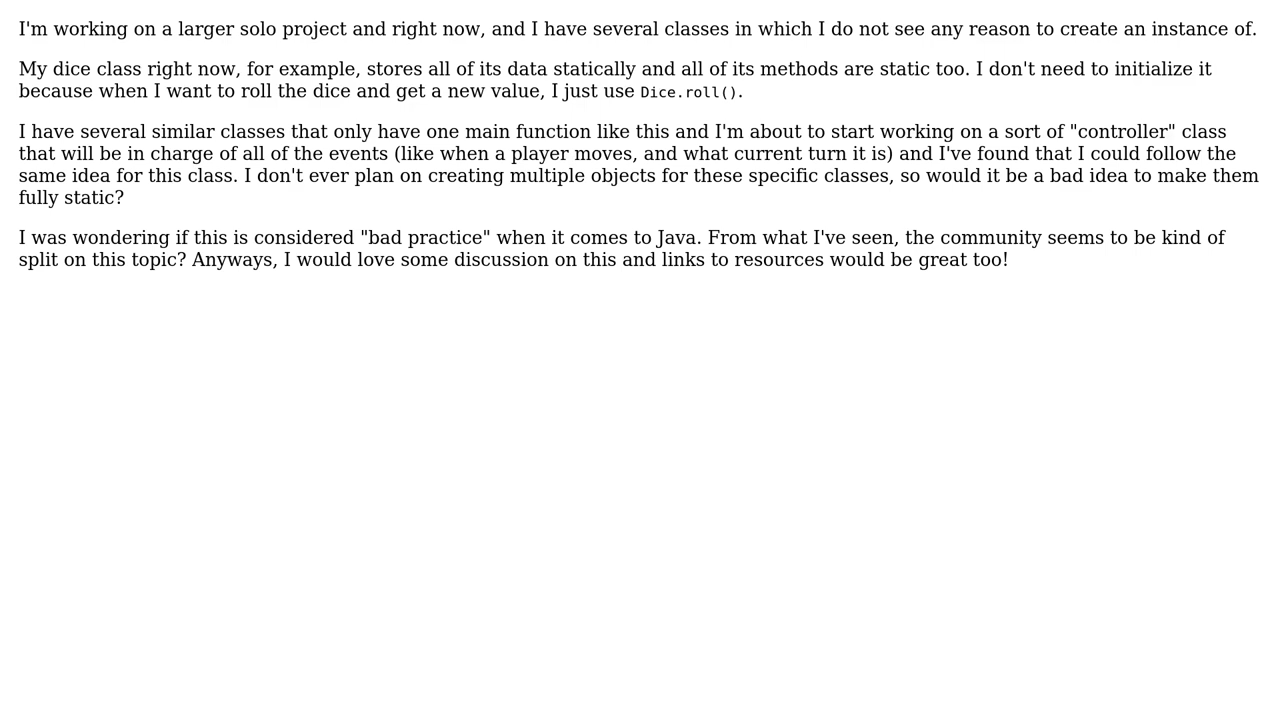 I'm working on a larger solo project and right now, and I have several classes in which I do not see any reason to create an instance of.
My dice class right now, for example, stores all of its data statically and all of its methods are static too. I don't need to initialize it
because when I want to roll the dice and get a new value, I just use Dice.roll().
I have several similar classes that only have one main function like this and I'm about to start working on a sort of "controller" class
that will be in charge of all of the events (like when a player moves, and what current turn it is) and I've found that I could follow the
same idea for this class. I don't ever plan on creating multiple objects for these specific classes, so would it be a bad idea to make them
fully static?
I was wondering if this is considered "bad practice" when it comes to Java. From what I've seen, the community seems to be kind of
split on this topic? Anyways, I would love some discussion on this and links to resources would be great too!